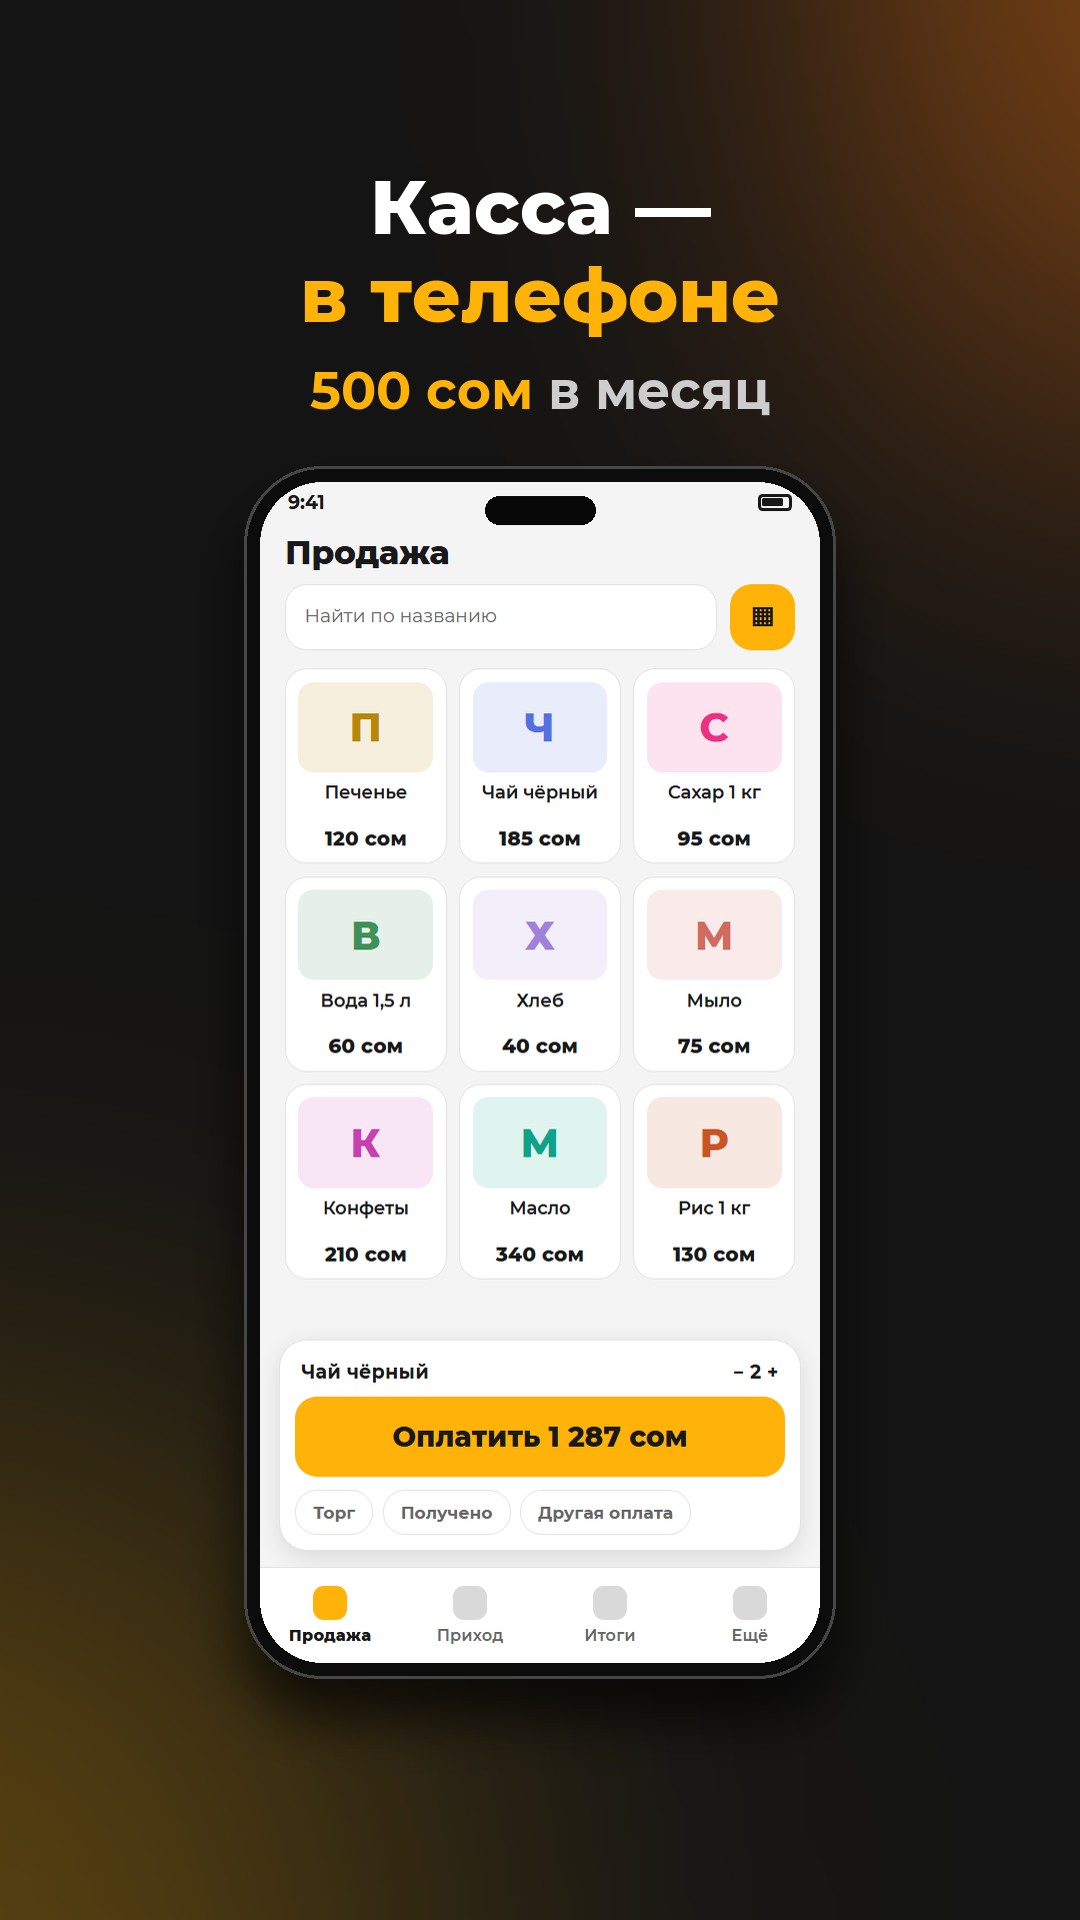 Касса —
в телефоне
500 сом в месяц
9:41
Продажа
Найти по названию
П Ч С
Печенье Чай чёрный Сахар 1 кг
120 сом 185 сом 95 сом
В Х М
Вода 1,5 л Хлеб Мыло
60 сом 40 сом 75 сом
К М Р
Конфеты Масло Рис 1 кг
210 сом 340 сом 130 сом
Чай чёрный – 2 +
Оплатить 1 287 сом
Торг Получено Другая оплата
Продажа Приход Итоги Ещё